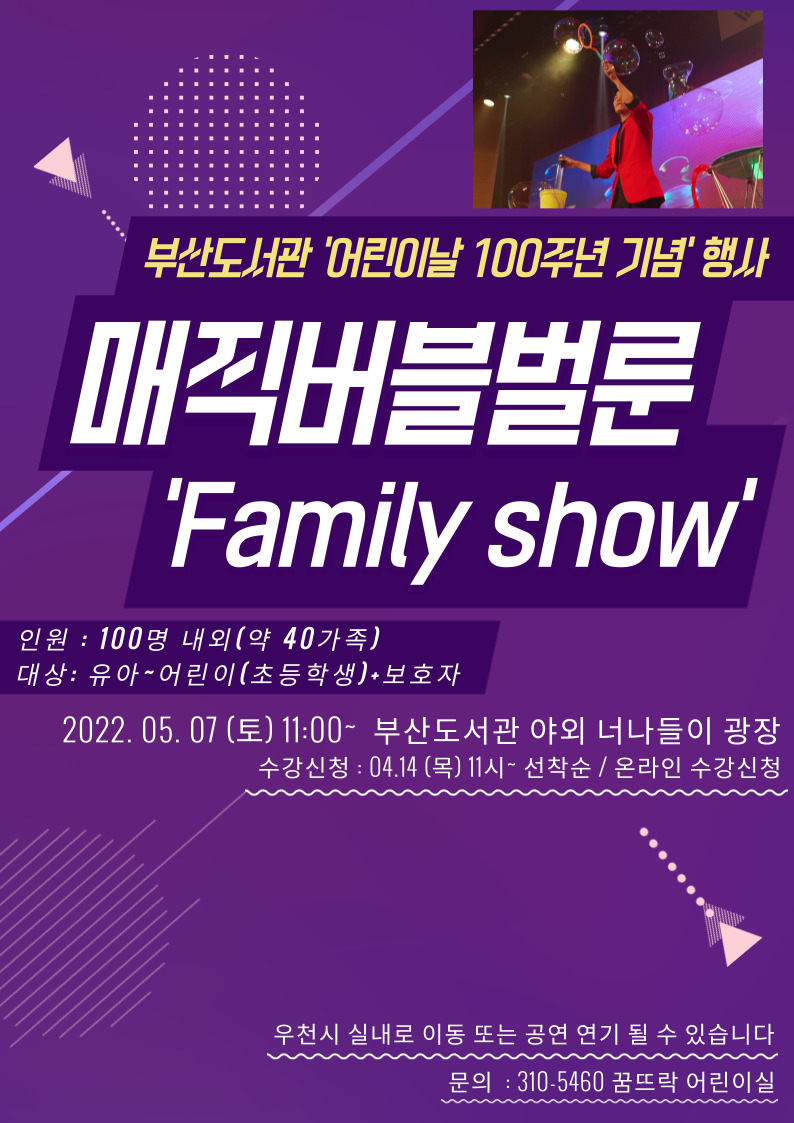 부산도서관 '어린이날 100주년 기념' 행사
매직버블벌룬
'Family show'
인원 : 100명 내외(약 40가족)
대상: 유아~어린이(초등학생)+보호자
2022. 05. 07 (토) 11:00~ 부산도서관 야외 너나들이 광장
수강신청 : 04.14 (목) 11시~ 선착순 / 온라인 수강신청
우천시 실내로 이동 또는 공연 연기 될 수 있습니다
문의 : 310-5460 꿈뜨락 어린이실